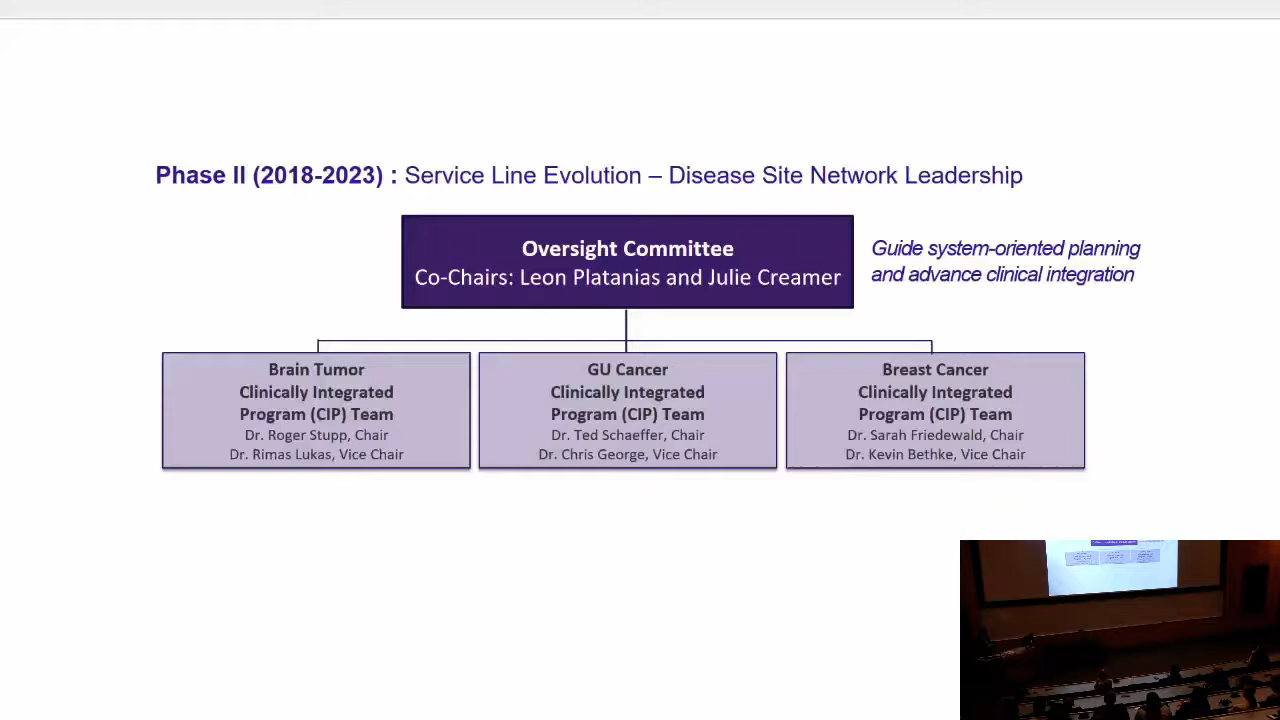 Phase II (2018-2023) : Service Line Evolution – Disease Site Network Leadership
Oversight Committee
Co-Chairs: Leon Platanias and Julie Creamer
Guide system-oriented planning
and advance clinical integration
Brain Tumor
Clinically Integrated
Program (CIP) Team
Dr. Roger Stupp, Chair
Dr. Rimas Lukas, Vice Chair
GU Cancer
Clinically Integrated
Program (CIP) Team
Dr. Ted Schaeffer, Chair
Dr. Chris George, Vice Chair
Breast Cancer
Clinically Integrated
Program (CIP) Team
Dr. Sarah Friedewald, Chair
Dr. Kevin Bethke, Vice Chair